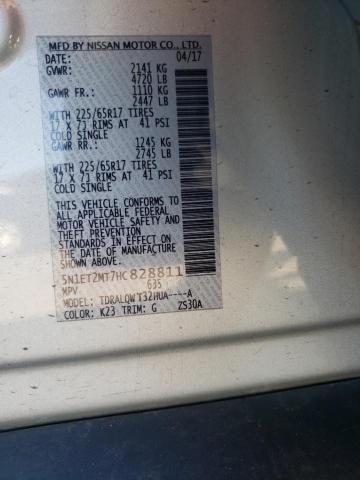 MFD BY NISSAN MOTOR CO., LTD.
DATE: 04/17
GVWR: 2141 KG
4720 LB
GAWR FR.: 1110 KG
2447 LB
WITH 225/65R17 TIRES
17 X 7J RIMS AT 41 PSI
COLD SINGLE
GAWR RR.: 1245 KG
2745 LB
WITH 225/65R17 TIRES
17 X 7J RIMS AT 41 PSI
COLD SINGLE
THIS VEHICLE CONFORMS TO
ALL APPLICABLE FEDERAL
MOTOR VEHICLE SAFETY AND
THEFT PREVENTION
STANDARDS IN EFFECT ON
THE DATE OF MANUFACTURE
SHOWN ABOVE.
5N1ET2MT7HC828811
MPV 635
MODEL: TDRALQWT32HUA----A
COLOR: K23 TRIM: G ZS30A